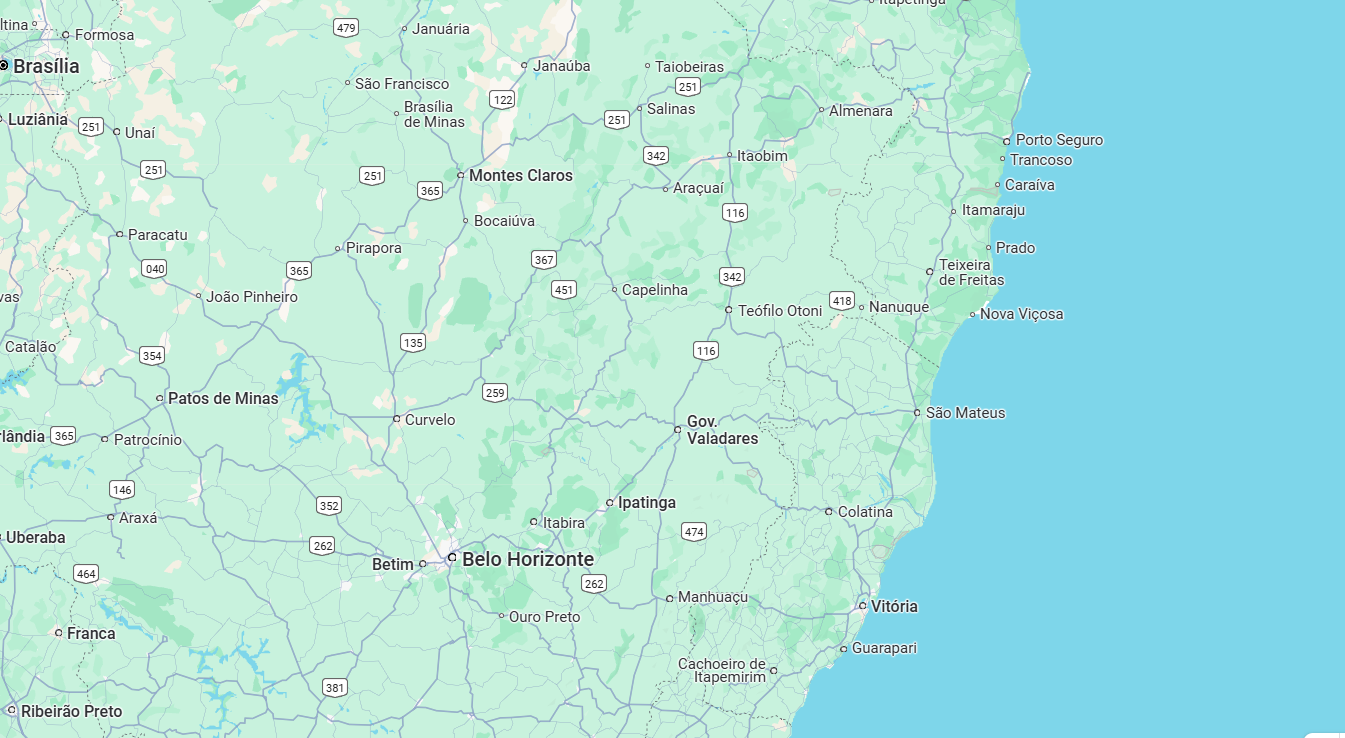 Itapetinga
ltina
479
Januária
Formosa
Brasília
Janaúba
Taiobeiras
São Francisco
251
122
Brasília
de Minas
Salinas
Almenara
Luziânia
251
Unaí
251
Porto Seguro
342
Itaobim
Trancoso
251
251
Montes Claros
365
Araçuaí
Caraíva
116
Itamaraju
Bocaiúva
Paracatu
Pirapora
Prado
367
040
365
Teixeira
de Freitas
342
451
Capelinha
vas
João Pinheiro
418
Nanuque
Teófilo Otoni
Nova Viçosa
135
Catalão
354
116
259
Patos de Minas
São Mateus
Curvelo
Gov.
Valadares
rlândia
365
Patrocínio
146
Ipatinga
352
Colatina
Araxá
Itabira
474
Uberaba
262
Betim
Belo Horizonte
464
262
Manhuaçu
Vitória
Ouro Preto
Franca
Guarapari
Cachoeiro de
Itapemirim
381
Ribeirão Preto